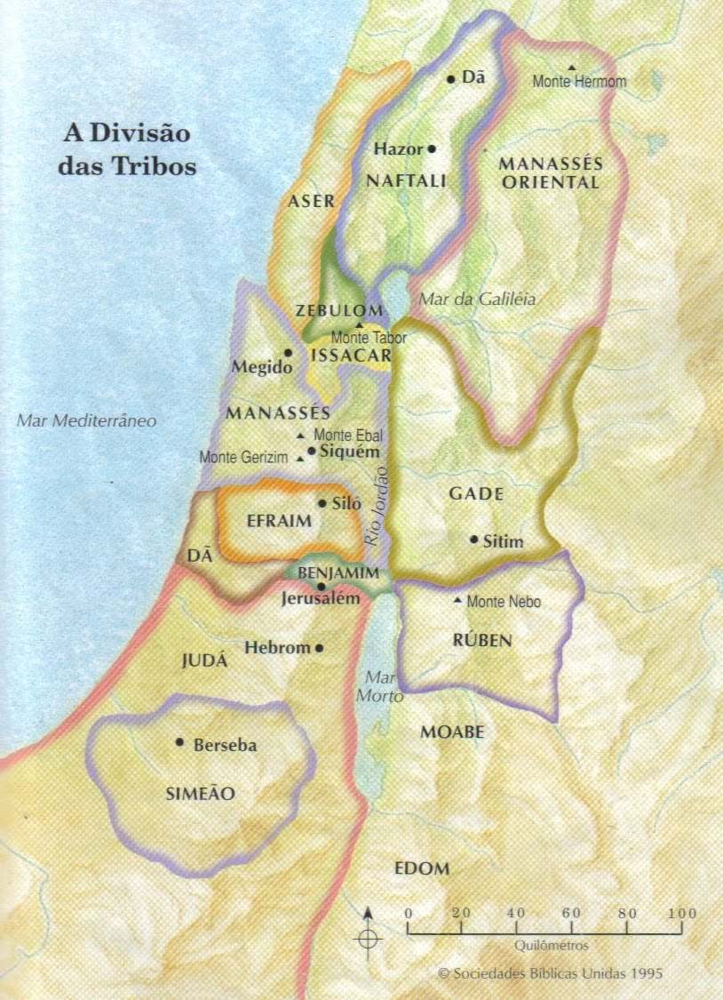 A Divisão
das Tribos
Dã
Monte Hermom
Hazor
NAFTALI
MANASSÉS
ORIENTAL
ASER
Mar da Galiléia
ZEBULOM
Monte Tabor
ISSACAR
Megido
Mar Mediterrâneo
MANASSÉS
Monte Ebal
Siquém
Monte Gerizim
Rio Jordão
GADE
Siló
EFRAIM
Sitim
DÃ
BENJAMIM
Jerusalém
Monte Nebo
RÚBEN
Hebrom
JUDÁ
Mar
Morto
MOABE
Berseba
SIMEÃO
EDOM
0 20 40 60 80 100
Quilômetros
© Sociedades Bíblicas Unidas 1995